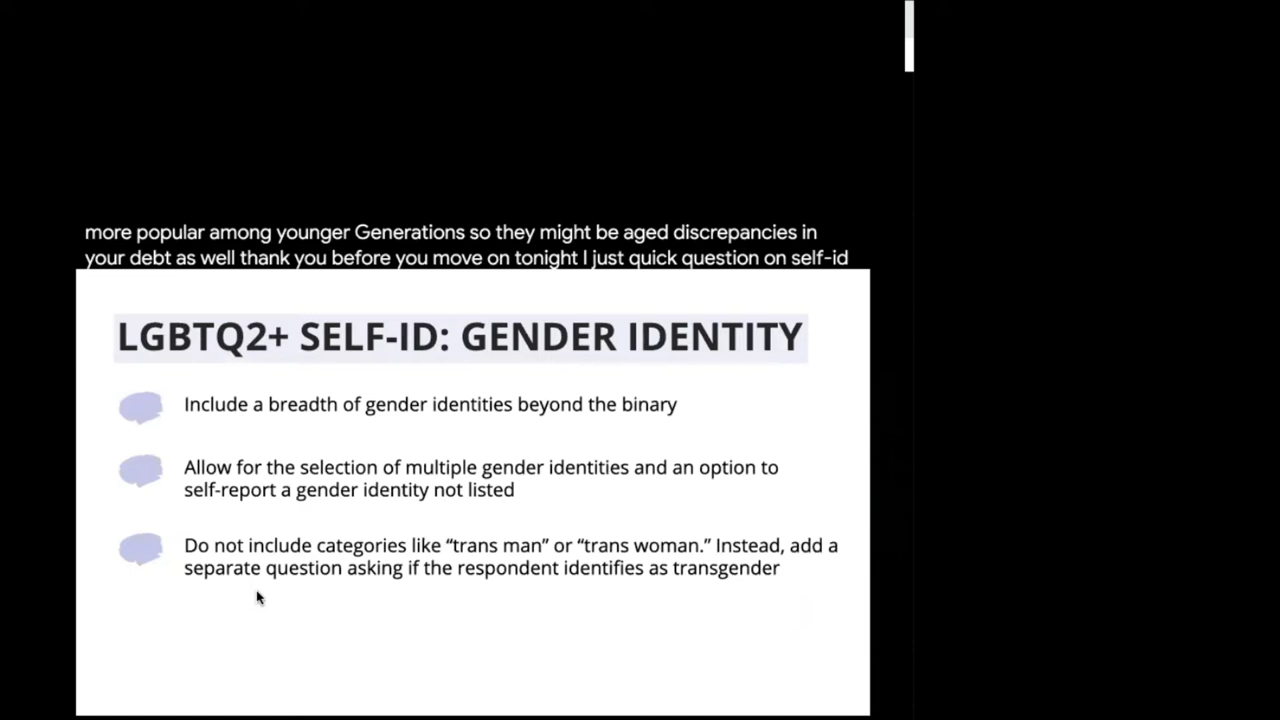 more popular among younger Generations so they might be aged discrepancies in
your debt as well thank you before you move on tonight I just quick question on self-id
LGBTQ2+ SELF-ID: GENDER IDENTITY
Include a breadth of gender identities beyond the binary
Allow for the selection of multiple gender identities and an option to
self-report a gender identity not listed
Do not include categories like “trans man” or “trans woman.” Instead, add a
separate question asking if the respondent identifies as transgender